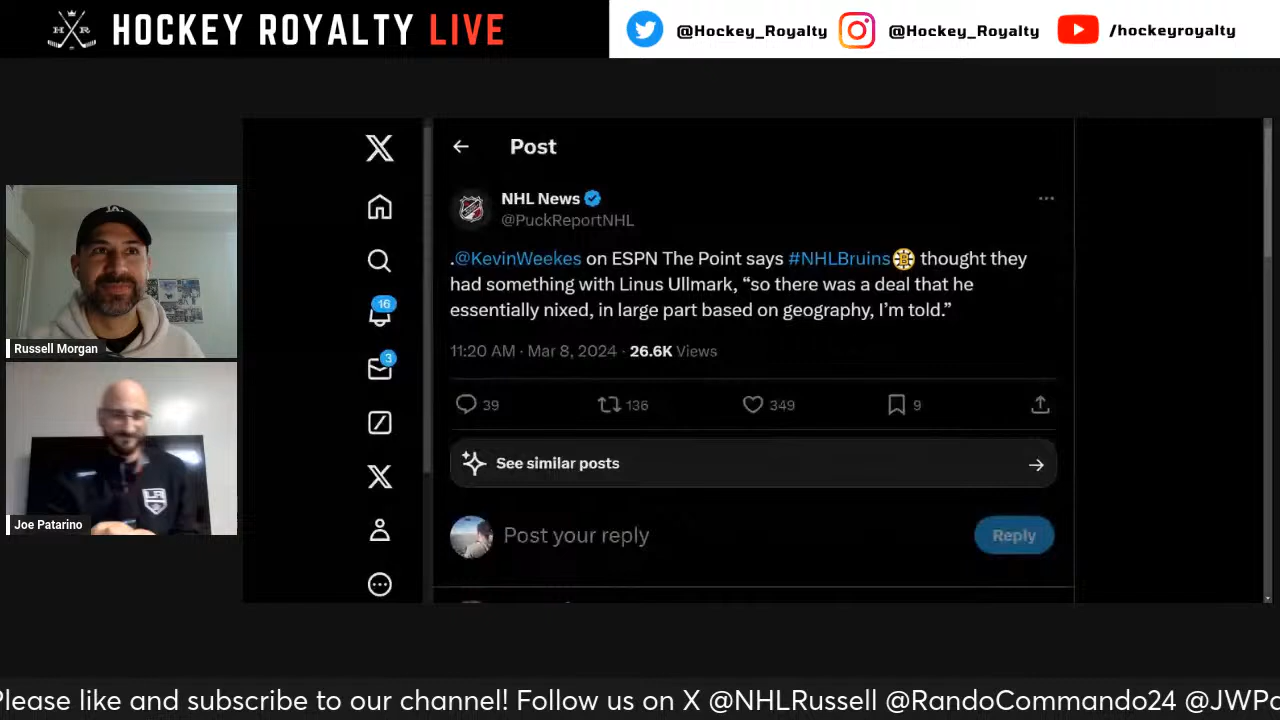 HR
HOCKEY ROYALTY LIVE
@Hockey_Royalty
@Hockey_Royalty
/hockeyroyalty
Post
NHL News
@PuckReportNHL
.@KevinWeekes on ESPN The Point says #NHLBruins thought they
had something with Linus Ullmark, “so there was a deal that he
essentially nixed, in large part based on geography, I’m told.”
11:20 AM · Mar 8, 2024 · 26.6K Views
39
136
349
9
See similar posts
Post your reply
Reply
16
3
Russell Morgan
LA
Joe Patarino
Please like and subscribe to our channel! Follow us on X @NHLRussell @RandoCommando24 @JWPa